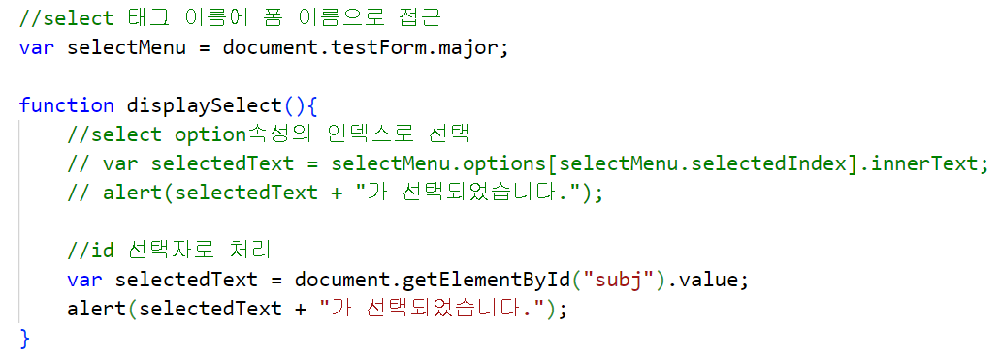 //select 태그 이름에 폼 이름으로 접근
var selectMenu = document.testForm.major;
function displaySelect(){
//select option속성의 인덱스로 선택
// var selectedText = selectMenu.options[selectMenu.selectedIndex].innerText;
// alert(selectedText + "가 선택되었습니다.");
//id 선택자로 처리
var selectedText = document.getElementById("subj").value;
alert(selectedText + "가 선택되었습니다.");
}